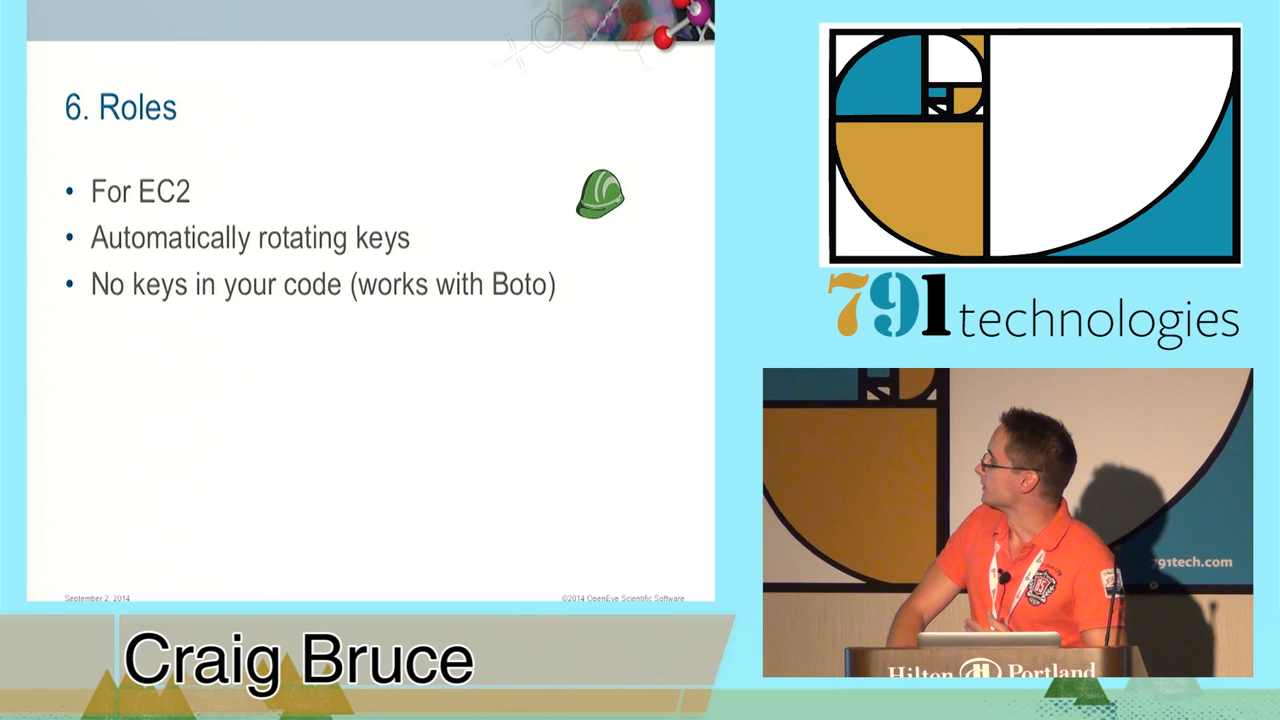 6. Roles
• For EC2
• Automatically rotating keys
• No keys in your code (works with Boto)
September 2, 2014
©2014 OpenEye Scientific Software
Craig Bruce
791 technologies
791tech.com
Hilton Portland